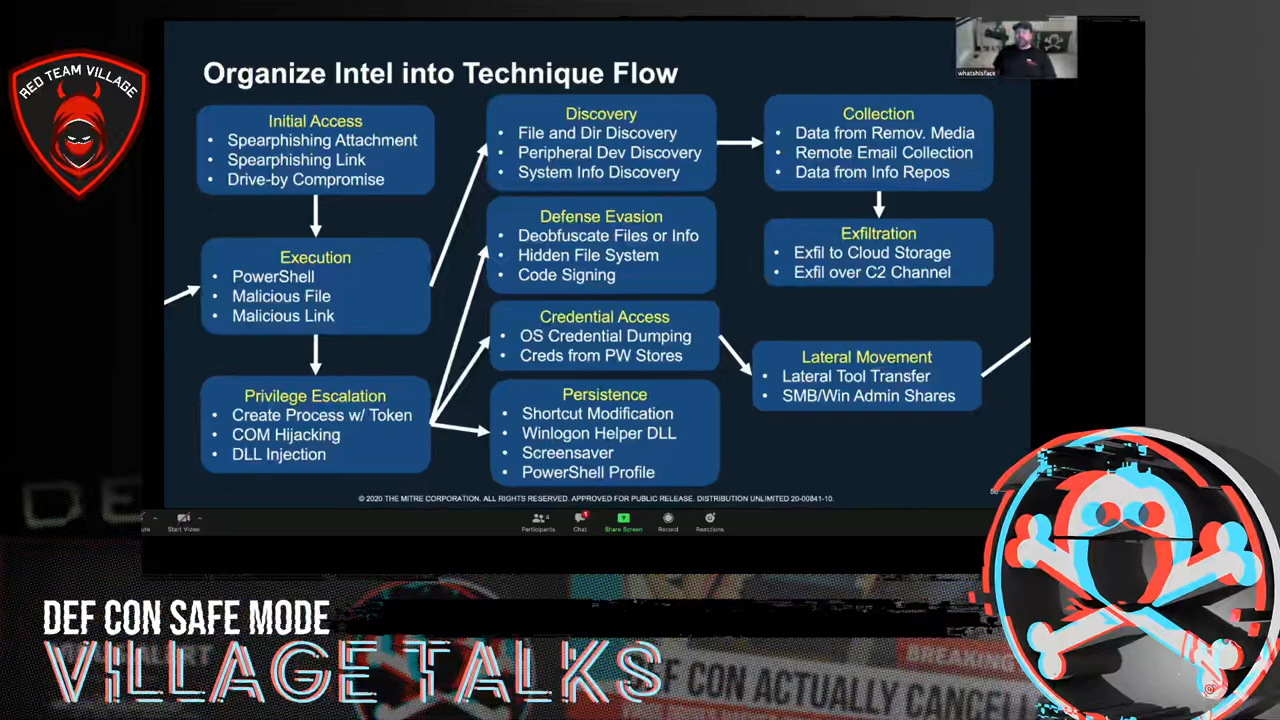 RED TEAM VILLAGE
whatshisface
Organize Intel into Technique Flow
Initial Access
• Spearphishing Attachment
• Spearphishing Link
• Drive-by Compromise
Execution
• PowerShell
• Malicious File
• Malicious Link
Privilege Escalation
• Create Process w/ Token
• COM Hijacking
• DLL Injection
Discovery
• File and Dir Discovery
• Peripheral Dev Discovery
• System Info Discovery
Defense Evasion
• Deobfuscate Files or Info
• Hidden File System
• Code Signing
Credential Access
• OS Credential Dumping
• Creds from PW Stores
Persistence
• Shortcut Modification
• Winlogon Helper DLL
• Screensaver
• PowerShell Profile
Collection
• Data from Remov. Media
• Remote Email Collection
• Data from Info Repos
Exfiltration
• Exfil to Cloud Storage
• Exfil over C2 Channel
Lateral Movement
• Lateral Tool Transfer
• SMB/Win Admin Shares
© 2020 THE MITRE CORPORATION. ALL RIGHTS RESERVED. APPROVED FOR PUBLIC RELEASE. DISTRIBUTION UNLIMITED 20-00841-10.
Start Video
4
Participants
1
Chat
Share Screen
Record
Reactions
DEF CON SAFE MODE
VILLAGE TALKS
BREAKING
DEF CON ACTUALLY CANCELL